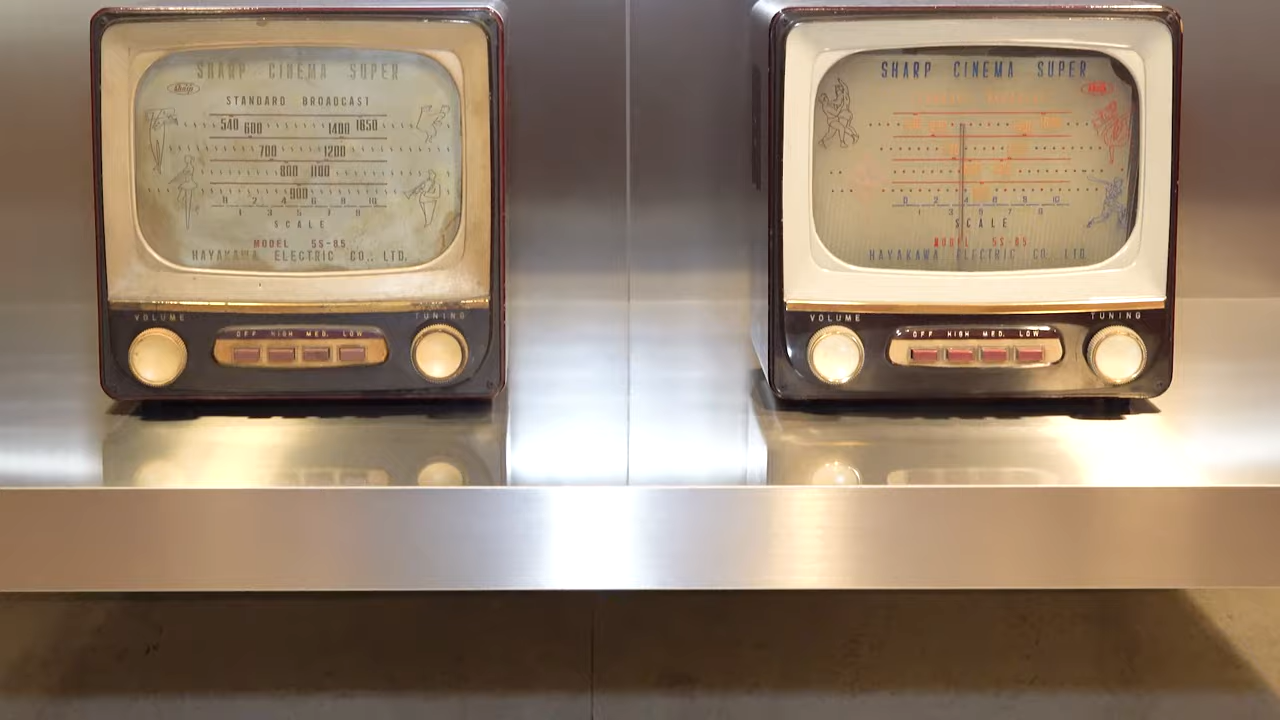 SHARP CINEMA SUPER
Sharp
STANDARD BROADCAST
540 600 1400 1650
700 1200
800 1100
900
0 2 4 6 8 10
1 3 5 7 9
SCALE
MODEL 5S-85
HAYAKAWA ELECTRIC CO., LTD.
VOLUME
OFF HIGH MED. LOW
TUNING
SHARP CINEMA SUPER
0 2 4 6 8 10
1 3 5 7 9
SCALE
MODEL 5S-85
HAYAKAWA ELECTRIC CO., LTD.
VOLUME
OFF HIGH MED. LOW
TUNING